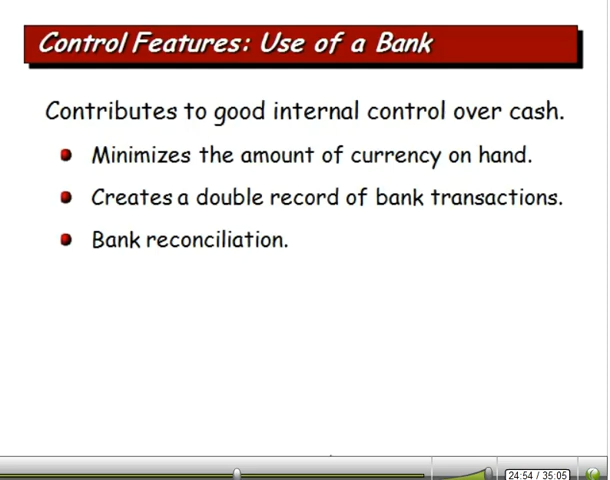 Control Features: Use of a Bank
Contributes to good internal control over cash.
Minimizes the amount of currency on hand.
Creates a double record of bank transactions.
Bank reconciliation.
24:54 / 35:05